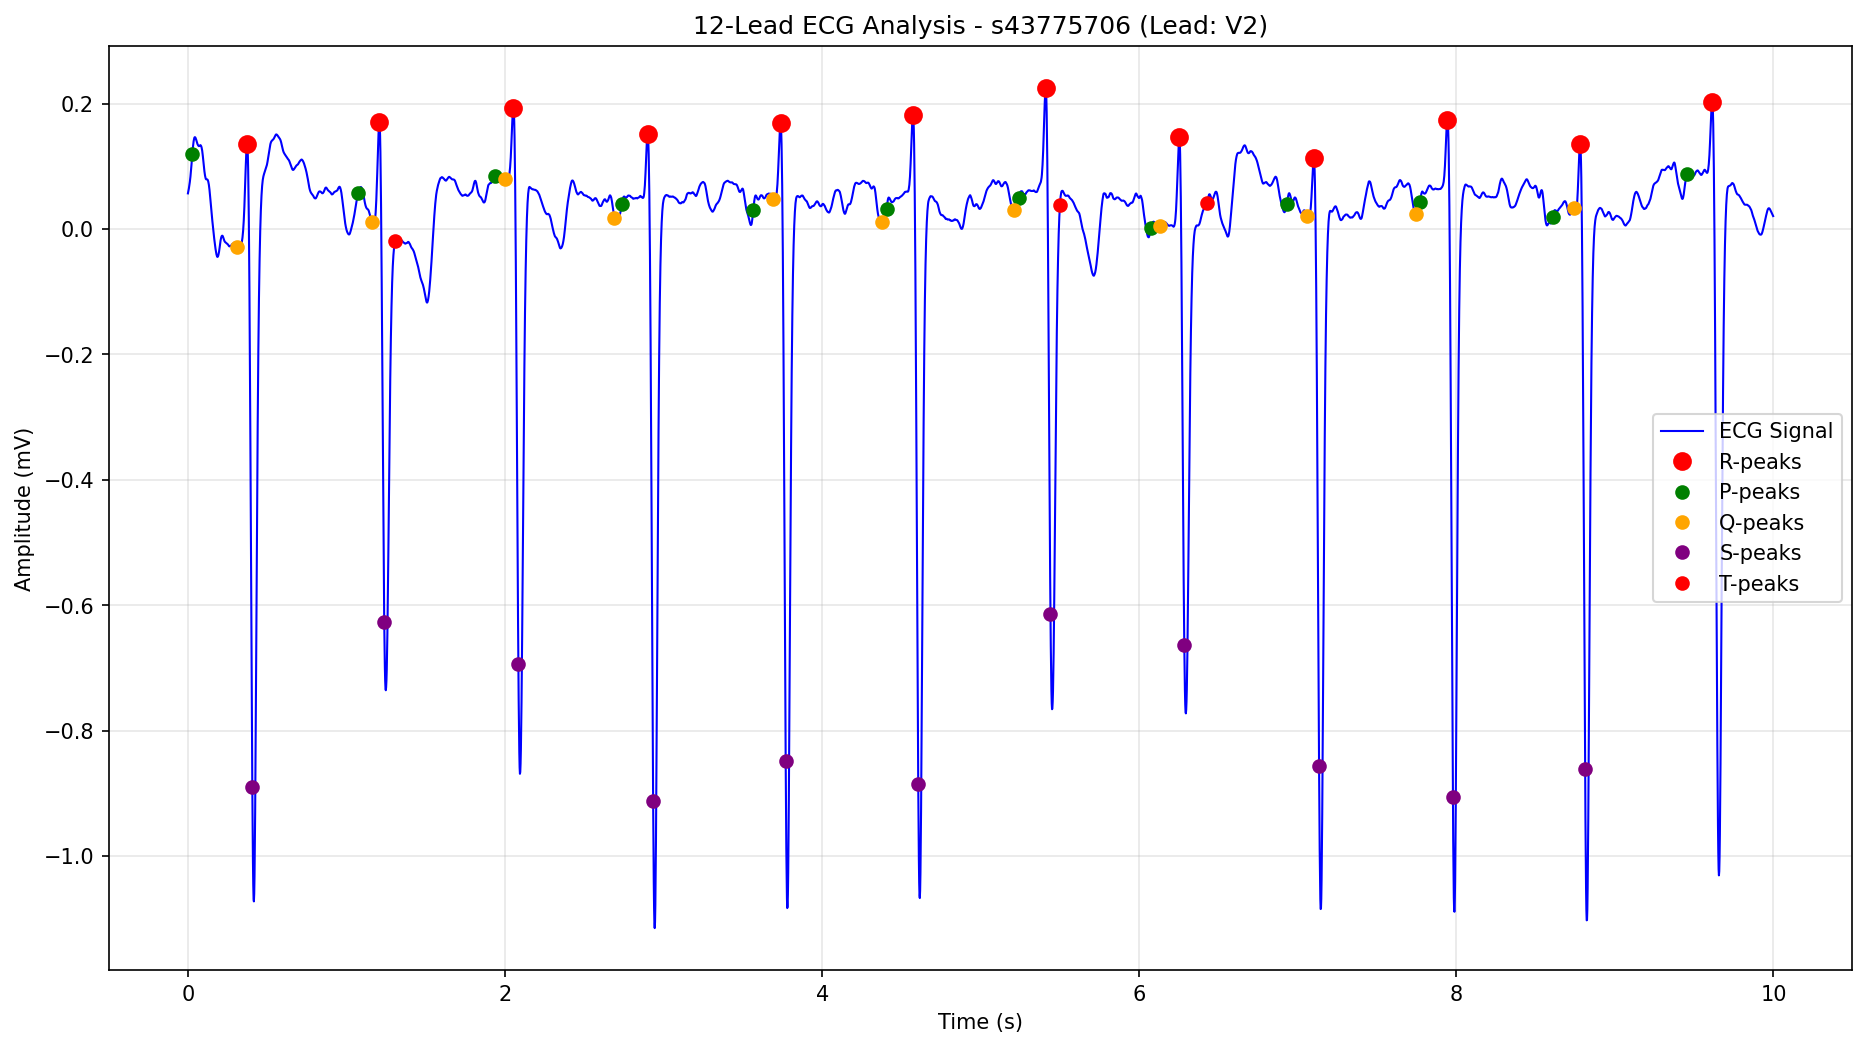 12-Lead ECG Analysis - s43775706 (Lead: V2)
Amplitude (mV)
0.2
0.0
−0.2
−0.4
−0.6
−0.8
−1.0
ECG Signal
R-peaks
P-peaks
Q-peaks
S-peaks
T-peaks
0 2 4 6 8 10
Time (s)